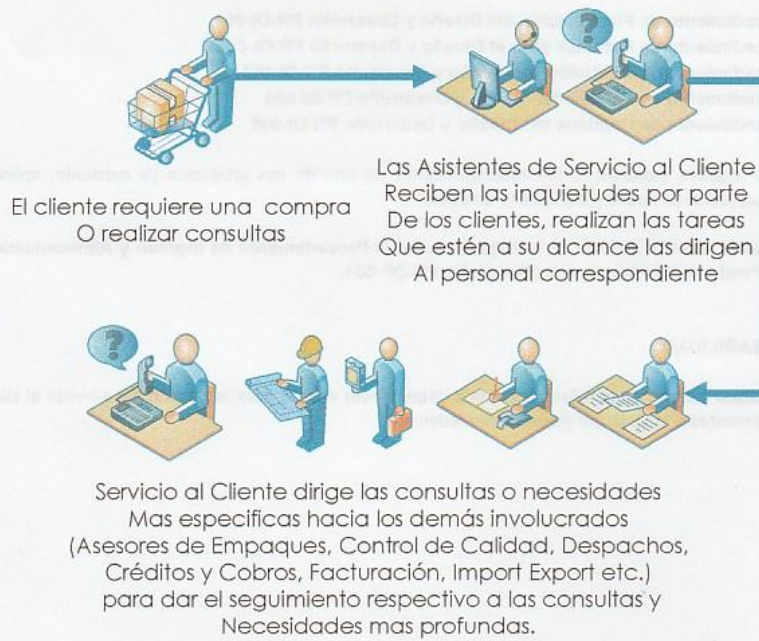 El cliente requiere una compra
O realizar consultas
Las Asistentes de Servicio al Cliente
Reciben las inquietudes por parte
De los clientes, realizan las tareas
Que estén a su alcance las dirigen
Al personal correspondiente
?
?
Servicio al Cliente dirige las consultas o necesidades
Mas especificas hacia los demás involucrados
(Asesores de Empaques, Control de Calidad, Despachos,
Créditos y Cobros, Facturación, Import Export etc.)
para dar el seguimiento respectivo a las consultas y
Necesidades mas profundas.